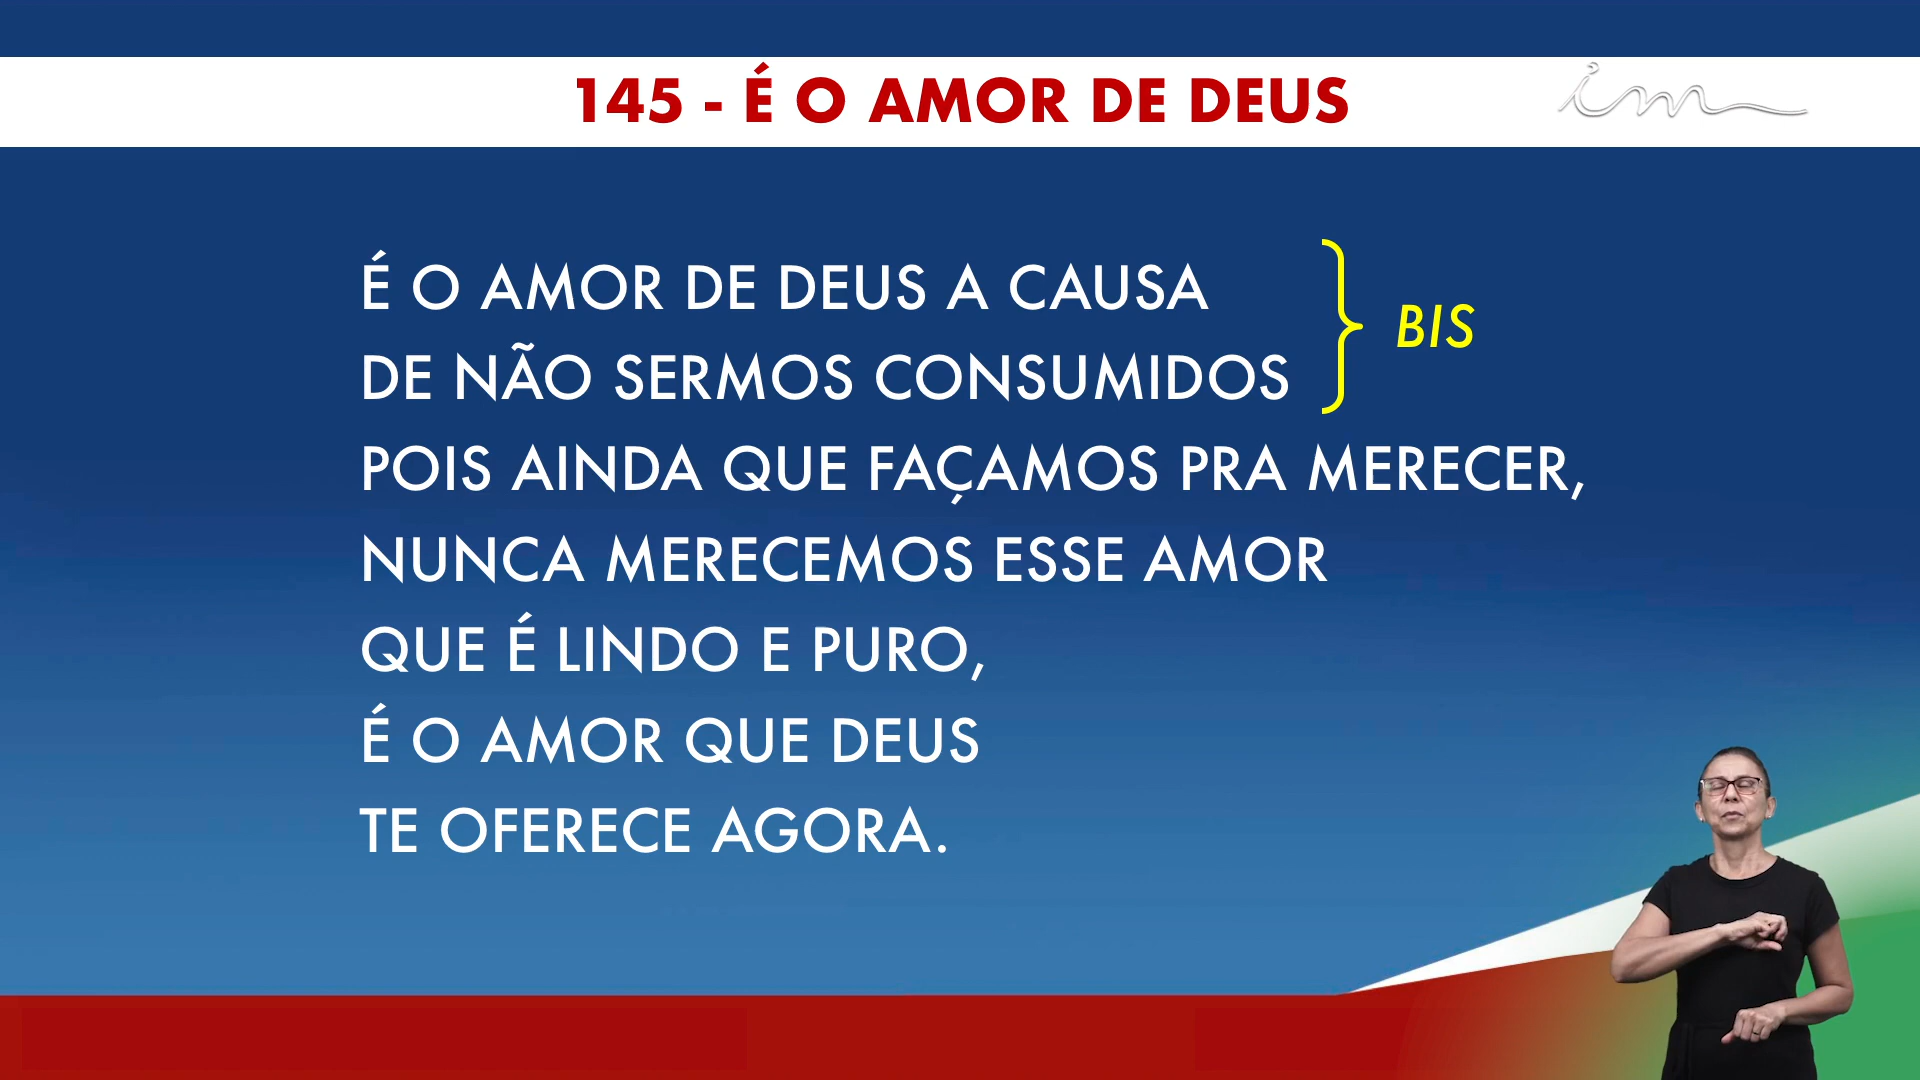 145 - É O AMOR DE DEUS
im
É O AMOR DE DEUS A CAUSA
DE NÃO SERMOS CONSUMIDOS
BIS
POIS AINDA QUE FAÇAMOS PRA MERECER,
NUNCA MERECEMOS ESSE AMOR
QUE É LINDO E PURO,
É O AMOR QUE DEUS
TE OFERECE AGORA.